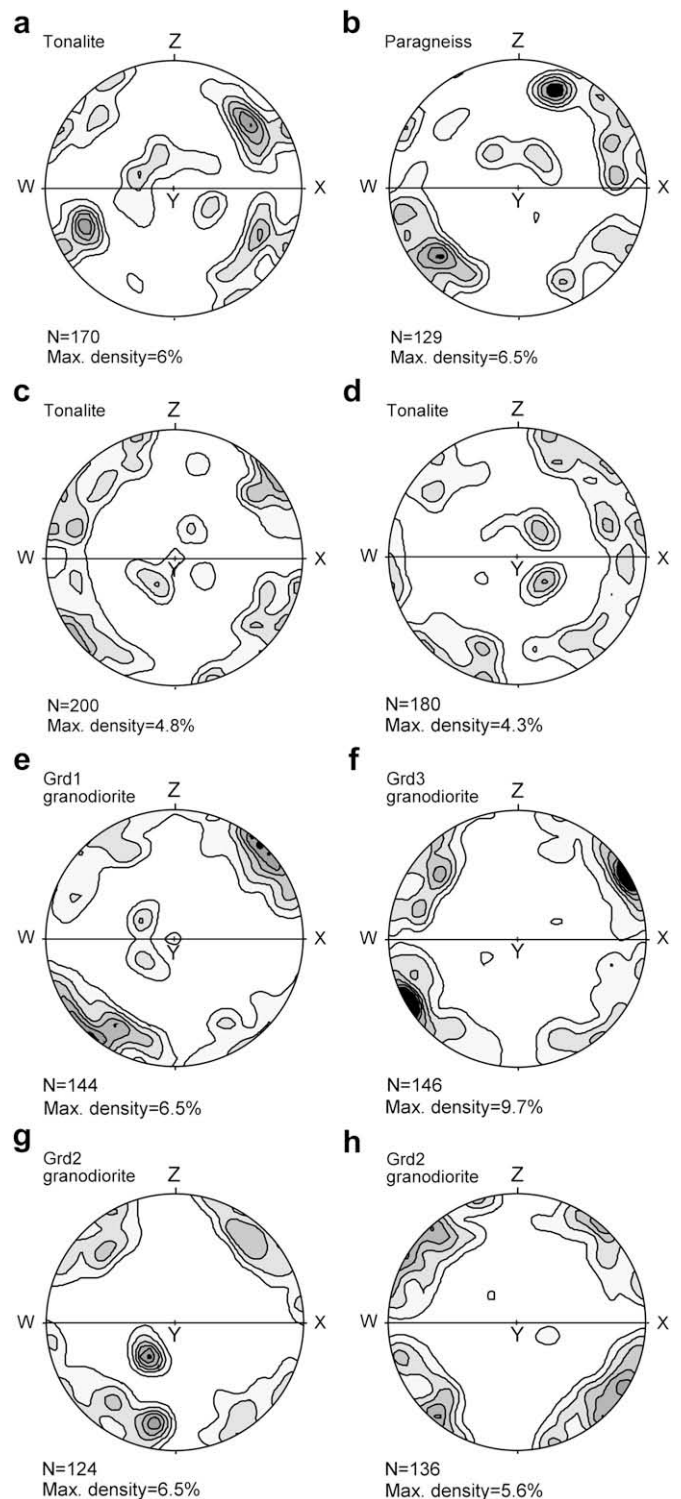 a
Tonalite
Z
W
X
Y
N=170
Max. density=6%
b
Paragneiss
Z
W
X
Y
N=129
Max. density=6.5%
c
Tonalite
Z
W
X
Y
N=200
Max. density=4.8%
d
Tonalite
Z
W
X
Y
N=180
Max. density=4.3%
e
Grd1
granodiorite
Z
W
X
Y
N=144
Max. density=6.5%
f
Grd3
granodiorite
Z
W
X
Y
N=146
Max. density=9.7%
g
Grd2
granodiorite
Z
W
X
Y
N=124
Max. density=6.5%
h
Grd2
granodiorite
Z
W
X
Y
N=136
Max. density=5.6%